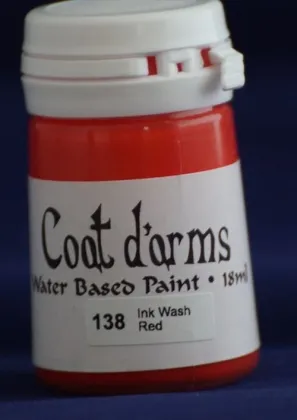 Coat d'arms
Water Based Paint • 18ml
138 Ink Wash
Red